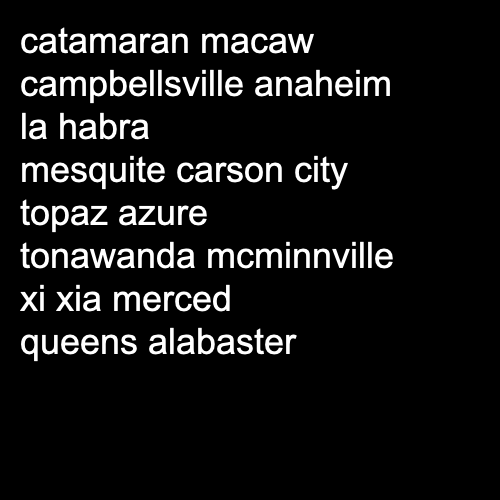 catamaran macaw
campbellsville anaheim
la habra
mesquite carson city
topaz azure
tonawanda mcminnville
xi xia merced
queens alabaster